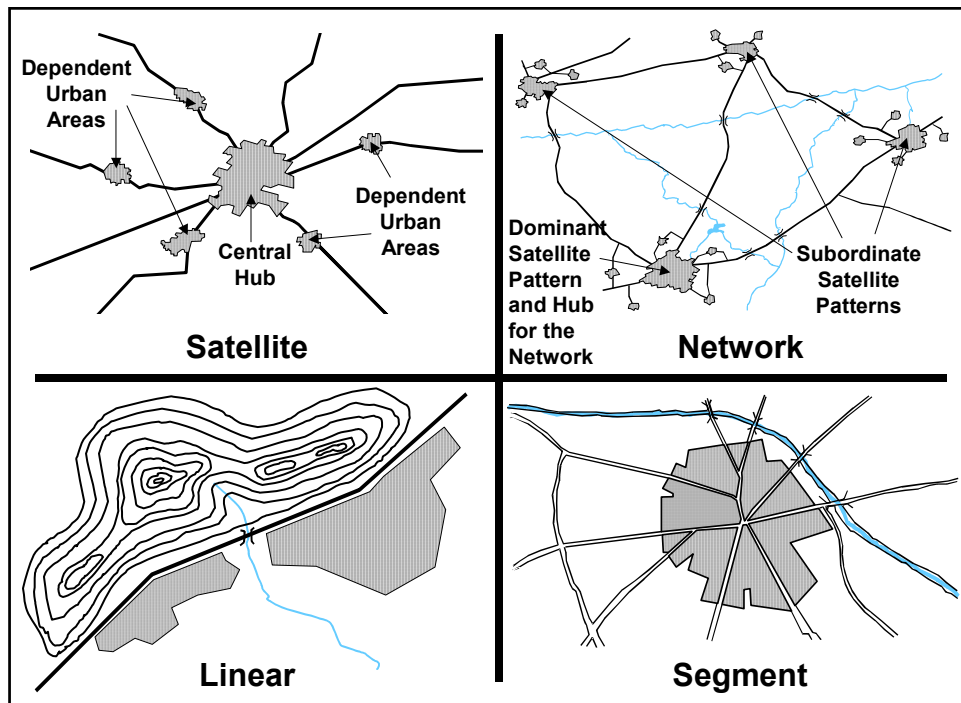 Dependent
Urban
Areas
Dependent
Urban
Areas
Central
Hub
Satellite
Dominant
Satellite
Pattern
and Hub
for the
Network
Subordinate
Satellite
Patterns
Network
Linear
Segment